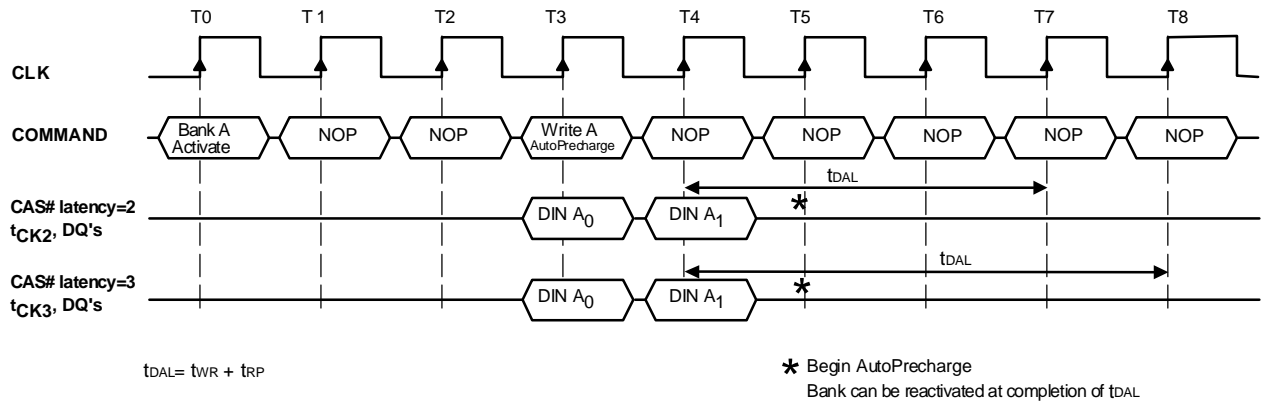 T0 T1 T2 T3 T4 T5 T6 T7 T8
CLK
COMMAND
Bank A
Activate
NOP
NOP
Write A
AutoPrecharge
NOP
NOP
NOP
NOP
NOP
tDAL
CAS# latency=2
tCK2, DQ's
DIN A0
DIN A1
*
tDAL
CAS# latency=3
tCK3, DQ's
DIN A0
DIN A1
*
tDAL= tWR + tRP
* Begin AutoPrecharge
Bank can be reactivated at completion of tDAL